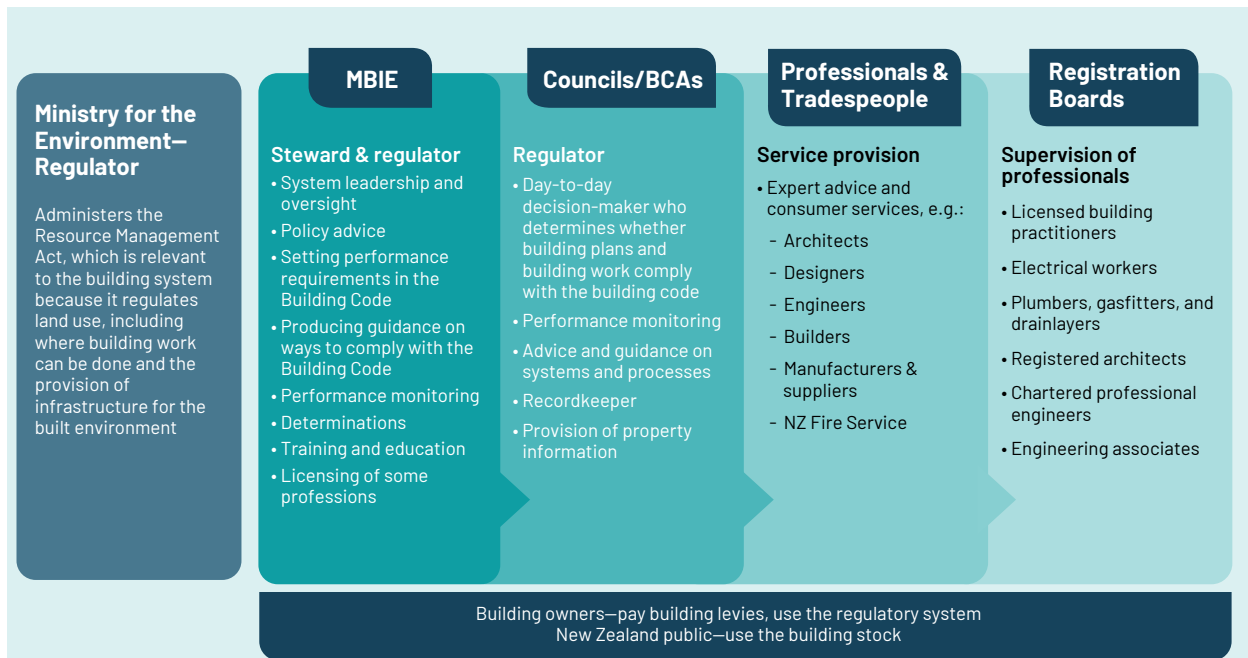 Ministry for the
Environment—
Regulator
Administers the
Resource Management
Act, which is relevant
to the building system
because it regulates
land use, including
where building work
can be done and the
provision of
infrastructure for the
built environment
MBIE
Steward & regulator
• System leadership and
oversight
• Policy advice
• Setting performance
requirements in the
Building Code
• Producing guidance on
ways to comply with the
Building Code
• Performance monitoring
• Determinations
• Training and education
• Licensing of some
professions
Councils/BCAs
Regulator
• Day-to-day
decision-maker who
determines whether
building plans and
building work comply
with the building code
• Performance monitoring
• Advice and guidance on
systems and processes
• Recordkeeper
• Provision of property
information
Professionals &
Tradespeople
Service provision
• Expert advice and
consumer services, e.g.:
- Architects
- Designers
- Engineers
- Builders
- Manufacturers &
suppliers
- NZ Fire Service
Registration
Boards
Supervision of
professionals
• Licensed building
practitioners
• Electrical workers
• Plumbers, gasfitters, and
drainlayers
• Registered architects
• Chartered professional
engineers
• Engineering associates
Building owners—pay building levies, use the regulatory system
New Zealand public—use the building stock